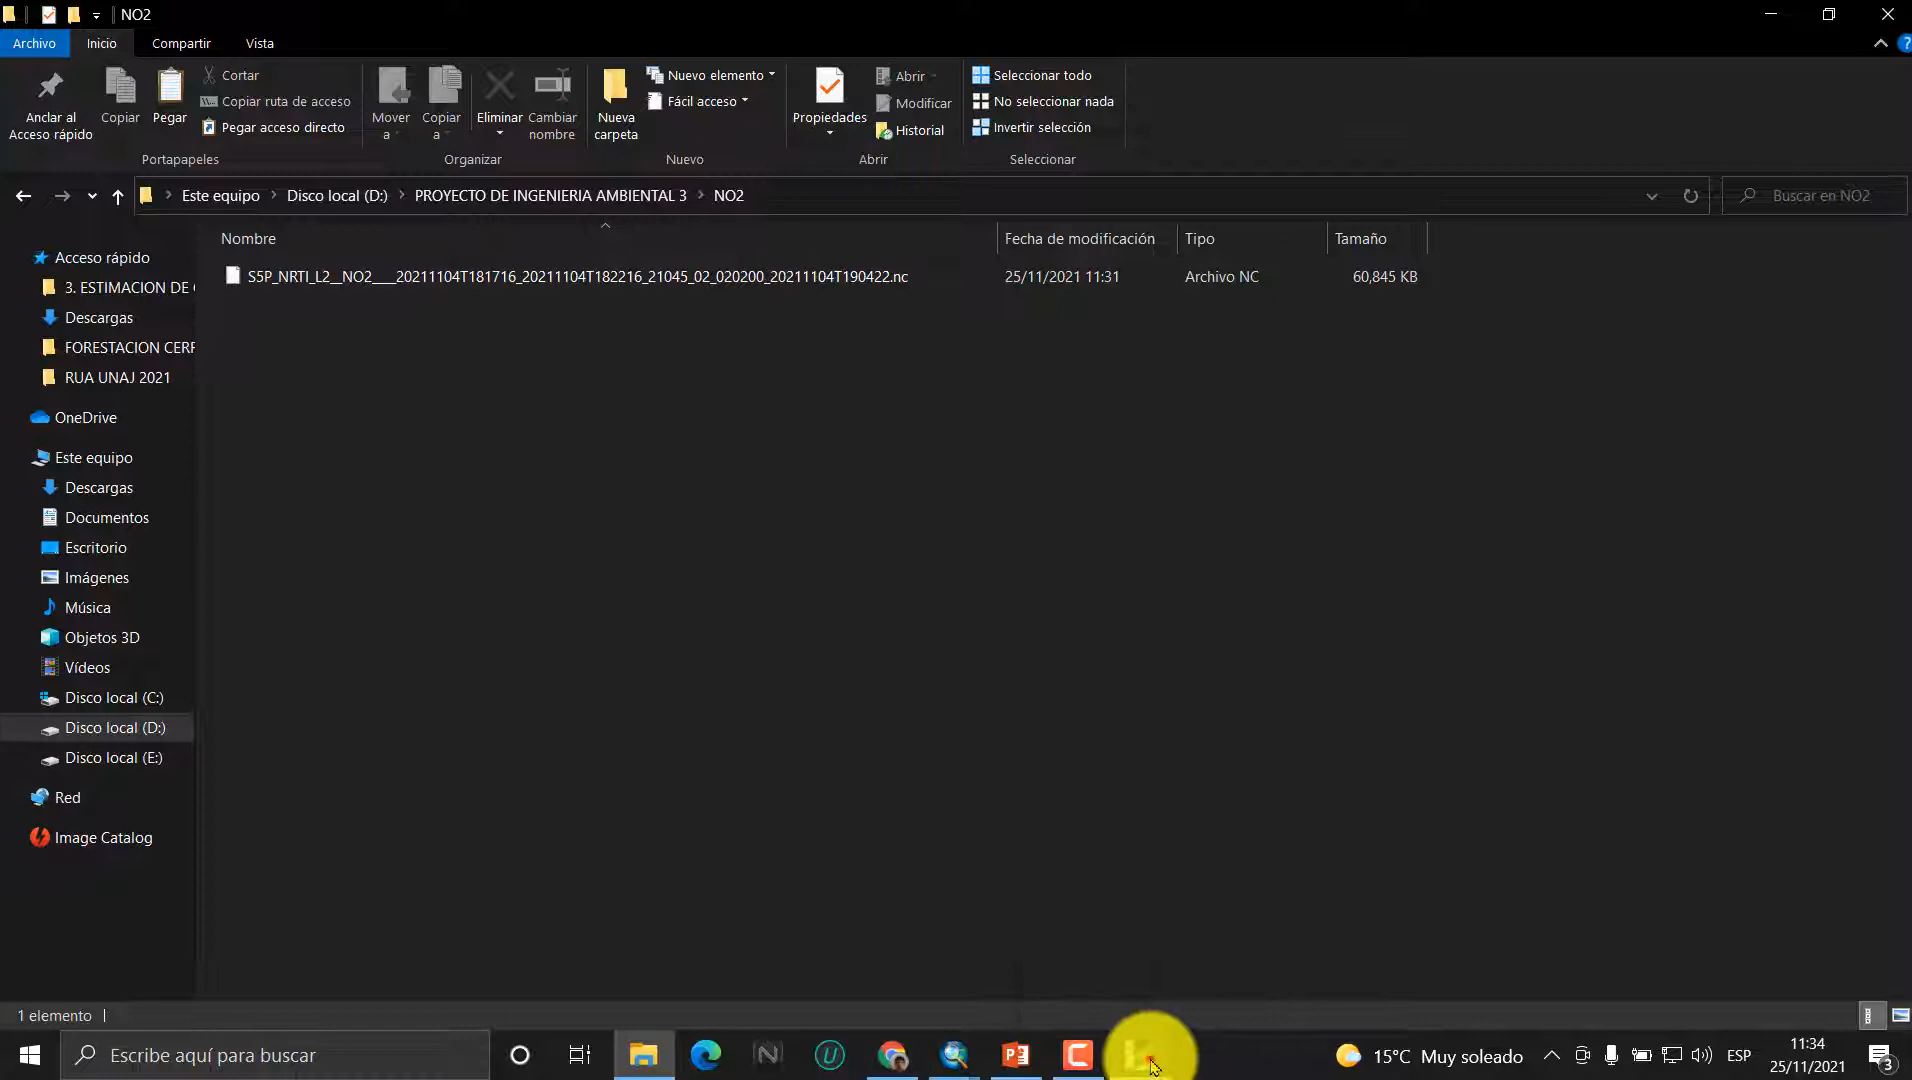 NO2
Archivo Inicio Compartir Vista
Anclar al Acceso rápido
Copiar
Pegar
Cortar
Copiar ruta de acceso
Pegar acceso directo
Portapapeles
Mover a
Copiar a
Eliminar
Cambiar nombre
Organizar
Nueva carpeta
Nuevo elemento
Fácil acceso
Nuevo
Propiedades
Abrir
Modificar
Historial
Abrir
Seleccionar todo
No seleccionar nada
Invertir selección
Seleccionar
Este equipo > Disco local (D:) > PROYECTO DE INGENIERIA AMBIENTAL 3 > NO2
Buscar en NO2
Nombre Fecha de modificación Tipo Tamaño
S5P_NRTI_L2__NO2____20211104T181716_20211104T182216_21045_02_020200_20211104T190422.nc 25/11/2021 11:31 Archivo NC 60,845 KB
Acceso rápido
3. ESTIMACION DE
Descargas
FORESTACION CERR
RUA UNAJ 2021
OneDrive
Este equipo
Descargas
Documentos
Escritorio
Imágenes
Música
Objetos 3D
Vídeos
Disco local (C:)
Disco local (D:)
Disco local (E:)
Red
Image Catalog
1 elemento
Escribe aquí para buscar
15°C Muy soleado
ESP
11:34
25/11/2021
3